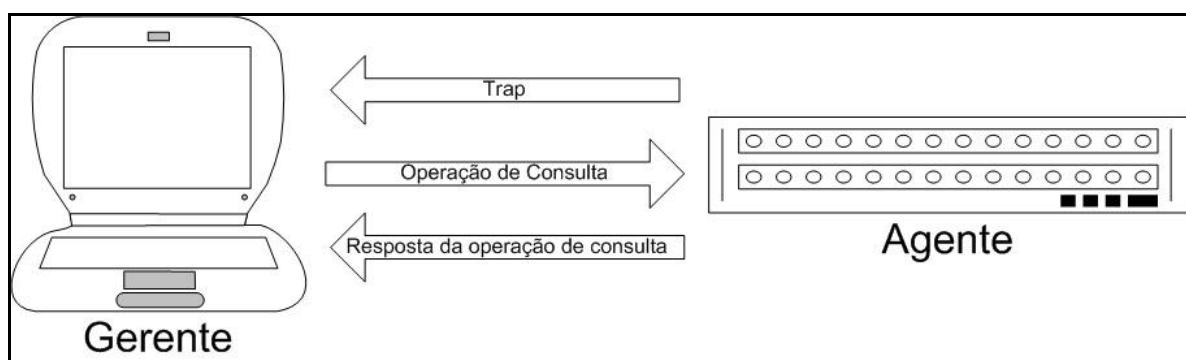 Trap
Operação de Consulta
Resposta da operação de consulta
Agente
Gerente